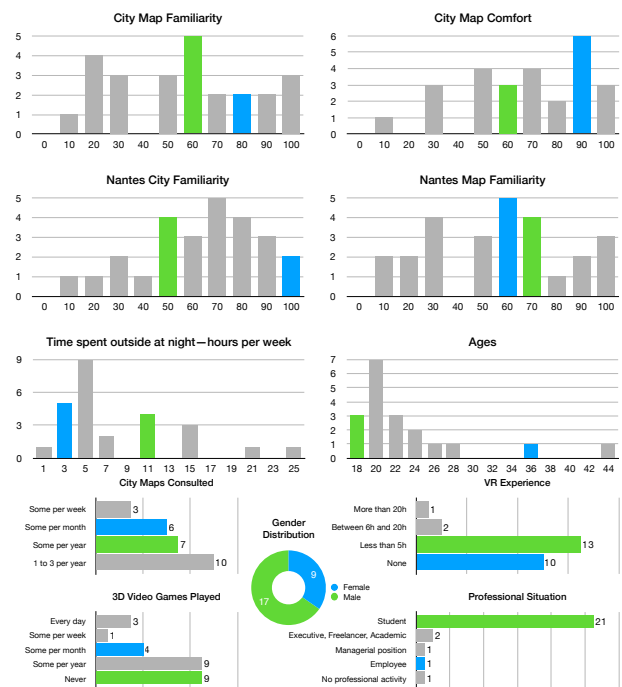 City Map Familiarity
5
4
3
2
1
0
0 10 20 30 40 50 60 70 80 90 100
City Map Comfort
6
5
4
3
2
1
0
0 10 20 30 40 50 60 70 80 90 100
Nantes City Familiarity
5
4
3
2
1
0
0 10 20 30 40 50 60 70 80 90 100
Nantes Map Familiarity
5
4
3
2
1
0
0 10 20 30 40 50 60 70 80 90 100
Time spent outside at night—hours per week
9
6
3
0
1 3 5 7 9 11 13 15 17 19 21 23 25
Ages
7
6
5
4
3
2
1
0
18 20 22 24 26 28 30 32 34 36 38 40 42 44
City Maps Consulted
Some per week 3
Some per month 6
Some per year 7
1 to 3 per year 10
VR Experience
More than 20h 1
Between 6h and 20h 2
Less than 5h 13
None 10
Gender
Distribution
9
17
Female
Male
3D Video Games Played
Every day 3
Some per week 1
Some per month 4
Some per year 9
Never 9
Professional Situation
Student 21
Executive, Freelancer, Academic 2
Managerial position 1
Employee 1
No professional activity 1